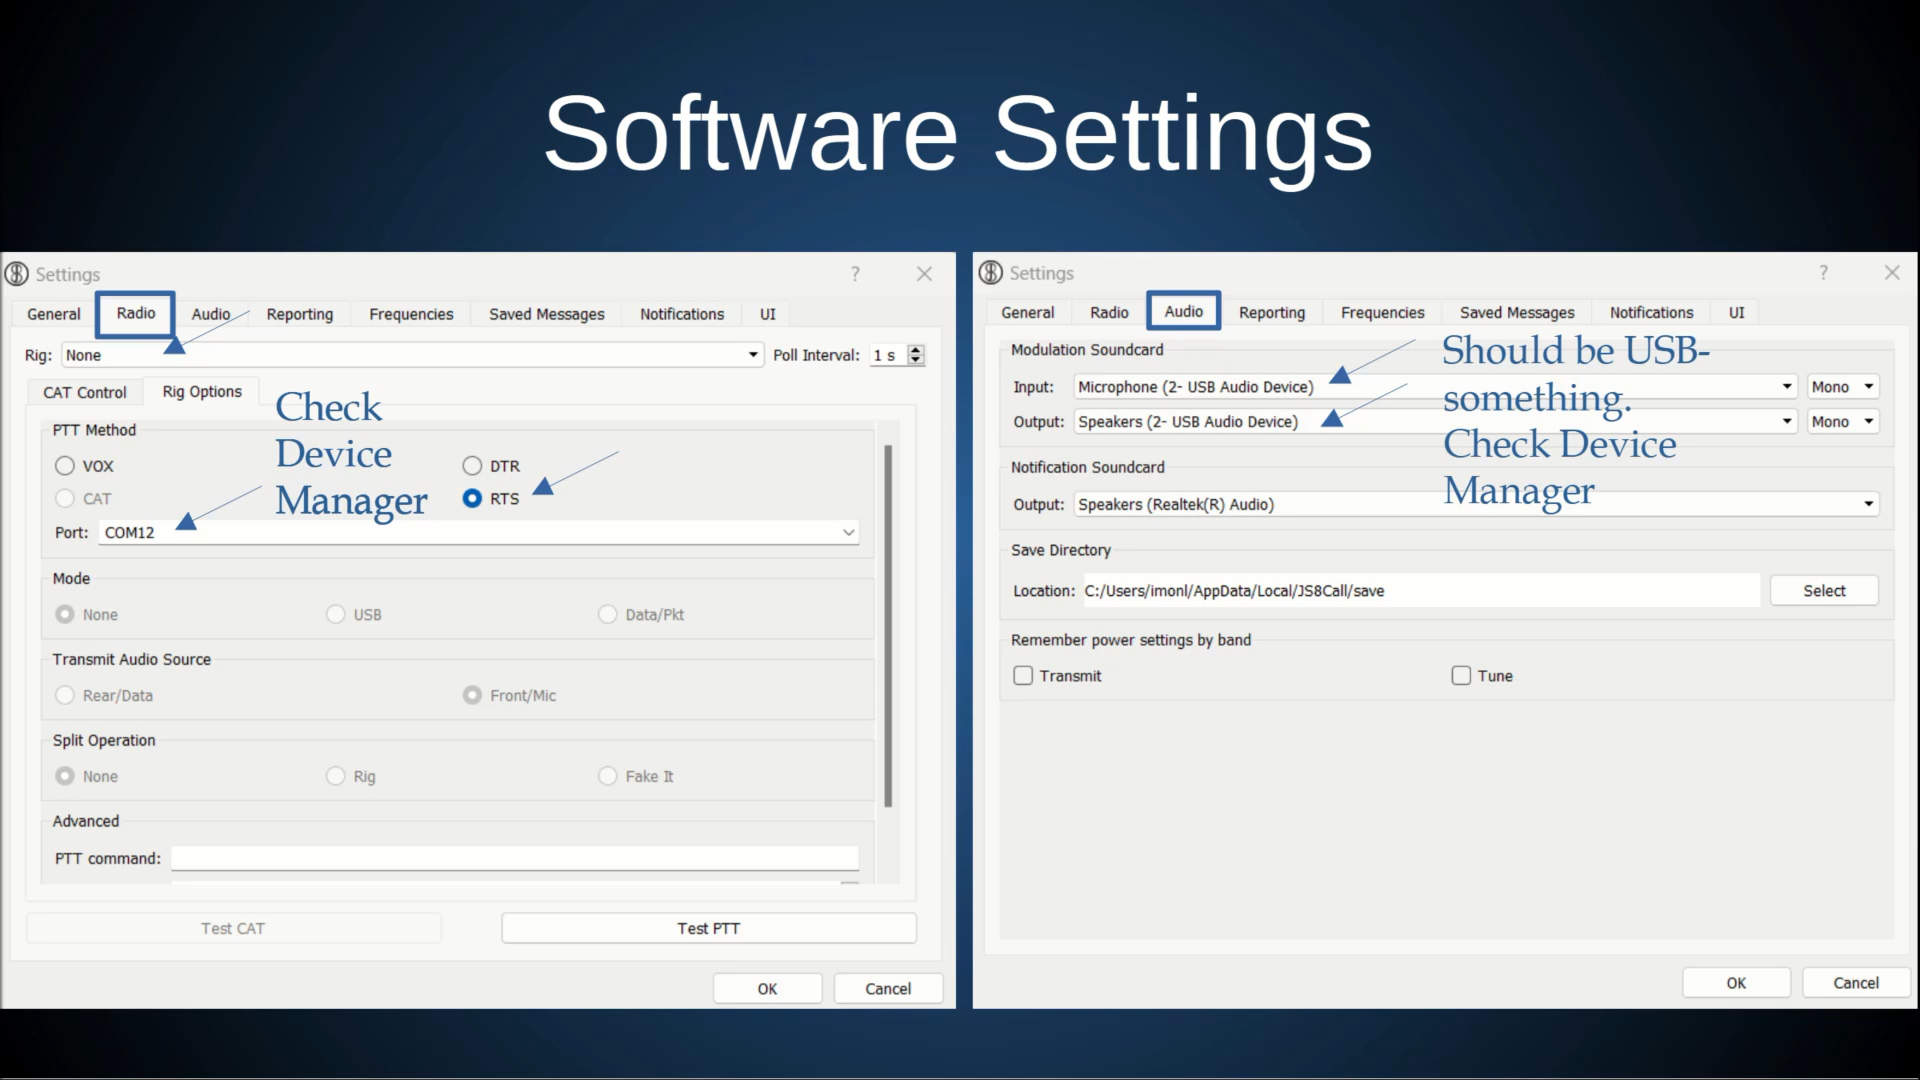 Software Settings
Settings
?
General Radio Audio Reporting Frequencies Saved Messages Notifications UI
Rig: None Poll Interval: 1 s
CAT Control Rig Options
Check
Device
Manager
PTT Method
VOX DTR
CAT RTS
Port: COM12
Mode
None USB Data/Pkt
Transmit Audio Source
Rear/Data Front/Mic
Split Operation
None Rig Fake It
Advanced
PTT command:
Test CAT Test PTT
OK Cancel
Settings
?
General Radio Audio Reporting Frequencies Saved Messages Notifications UI
Modulation Soundcard
Input: Microphone (2- USB Audio Device) Mono
Output: Speakers (2- USB Audio Device) Mono
Should be USB-
something.
Check Device
Manager
Notification Soundcard
Output: Speakers (Realtek(R) Audio)
Save Directory
Location: C:/Users/imonl/AppData/Local/JS8Call/save Select
Remember power settings by band
Transmit Tune
OK Cancel